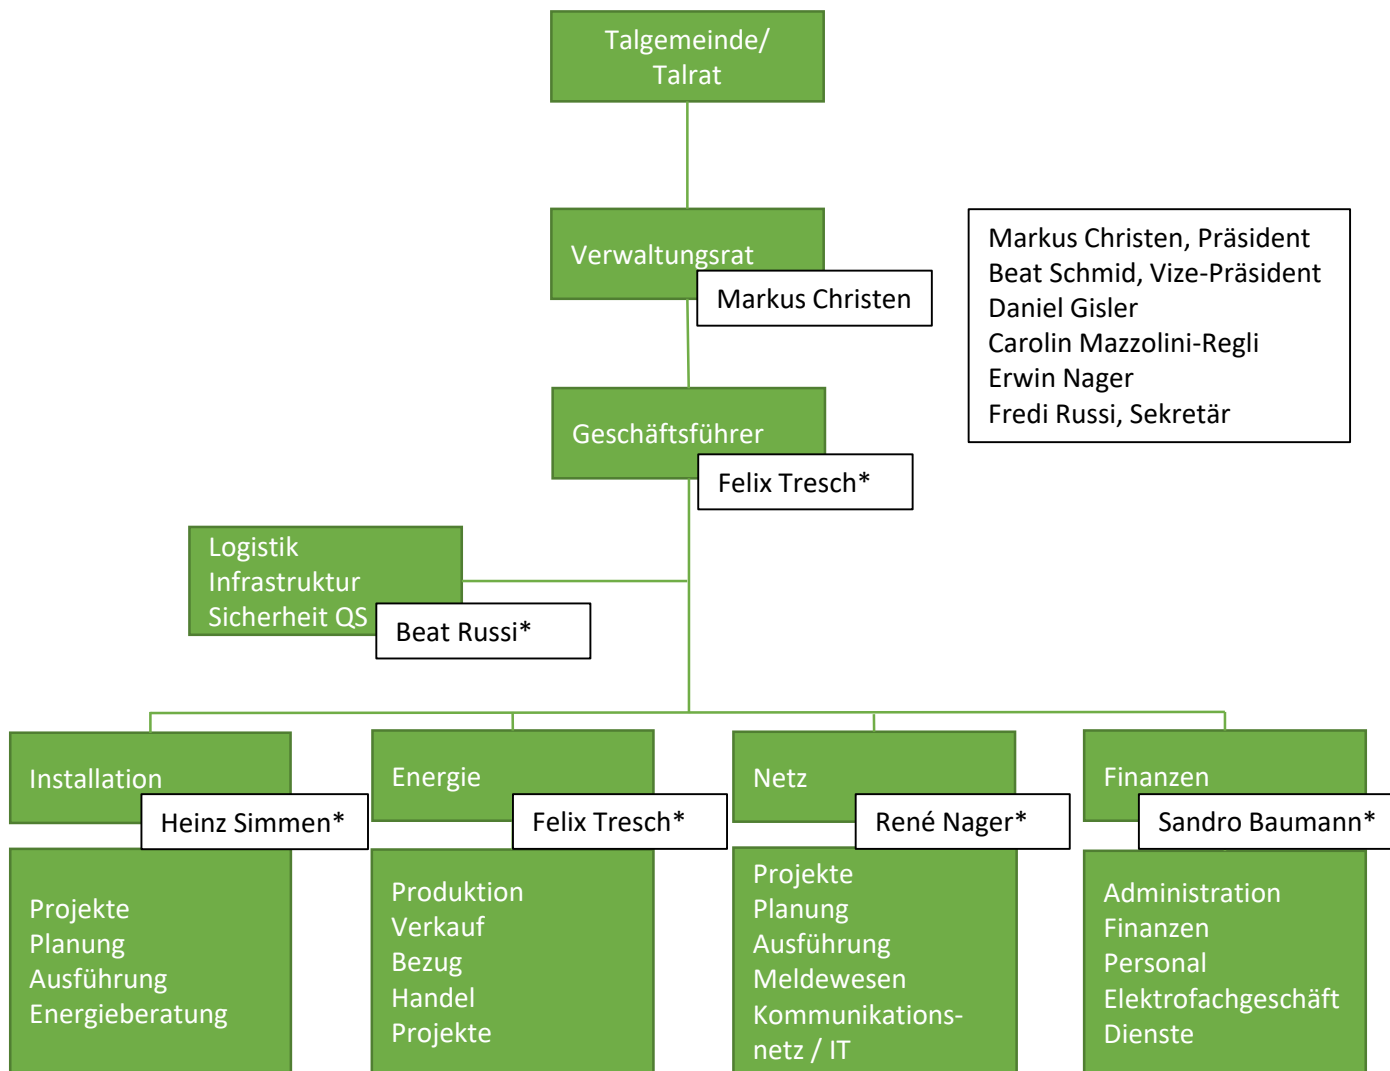 Talgemeinde/
Talrat
Verwaltungsrat
Markus Christen
Markus Christen, Präsident
Beat Schmid, Vize-Präsident
Daniel Gisler
Carolin Mazzolini-Regli
Erwin Nager
Fredi Russi, Sekretär
Geschäftsführer
Felix Tresch*
Logistik
Infrastruktur
Sicherheit QS
Beat Russi*
Installation
Heinz Simmen*
Energie
Felix Tresch*
Netz
René Nager*
Finanzen
Sandro Baumann*
Projekte
Planung
Ausführung
Energieberatung
Produktion
Verkauf
Bezug
Handel
Projekte
Projekte
Planung
Ausführung
Meldewesen
Kommunikations-
netz / IT
Administration
Finanzen
Personal
Elektrofachgeschäft
Dienste